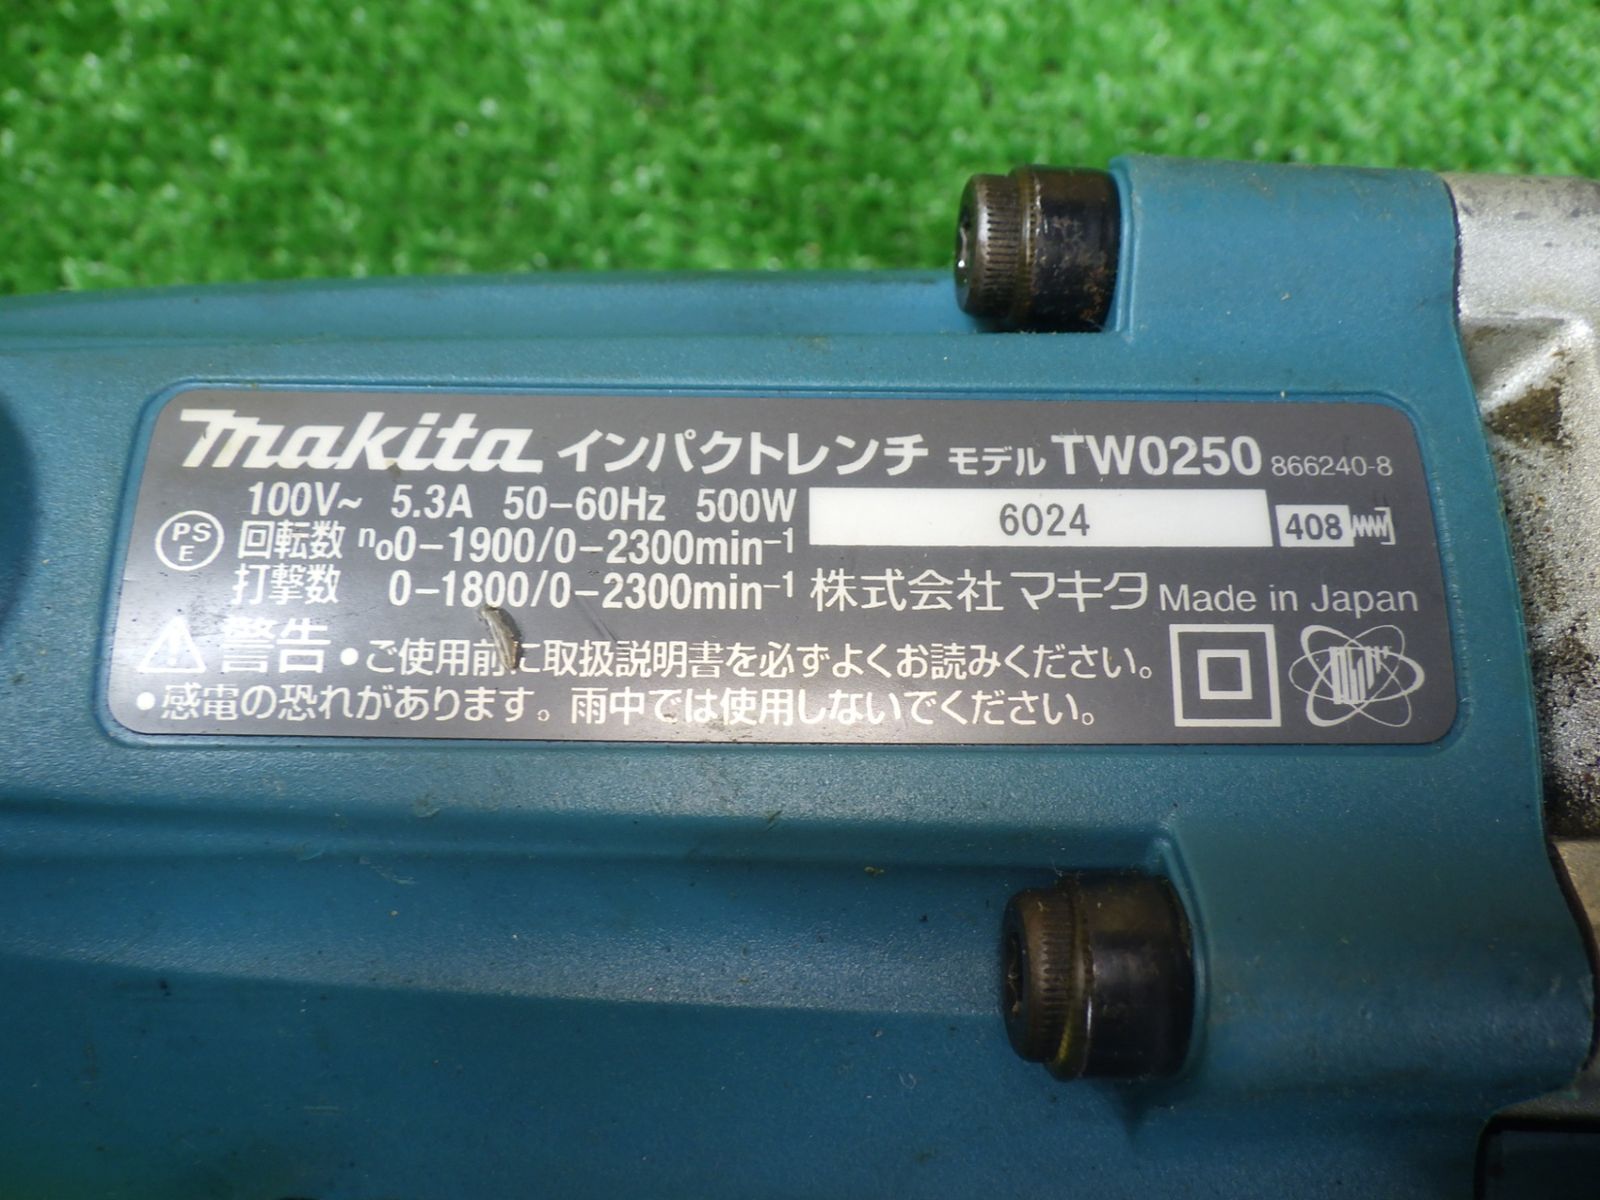 makita インパクトレンチ モデル TW0250 866240-8
100V~ 5.3A 50-60Hz 500W 6024 408
PS E 回転数 no0-1900/0-2300min-1
打撃数 0-1800/0-2300min-1 株式会社マキタ Made in Japan
警告 •ご使用前に取扱説明書を必ずよくお読みください。
•感電の恐れがあります。雨中では使用しないでください。